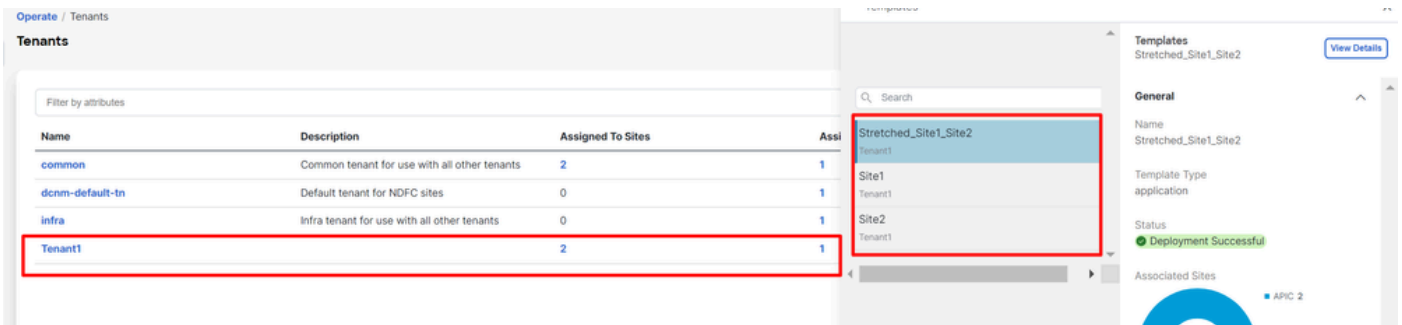 Operate / Tenants
Tenants
Filter by attributes
Name Description Assigned To Sites Assi
common Common tenant for use with all other tenants 2 1
dcnm-default-tn Default tenant for NDFC sites 0 1
infra Infra tenant for use with all other tenants 0 1
Tenant1 2 1
Templates
Search
Stretched_Site1_Site2
Tenant1
Site1
Tenant1
Site2
Tenant1
Templates
Stretched_Site1_Site2
View Details
General
Name
Stretched_Site1_Site2
Template Type
application
Status
Deployment Successful
Associated Sites
APIC 2